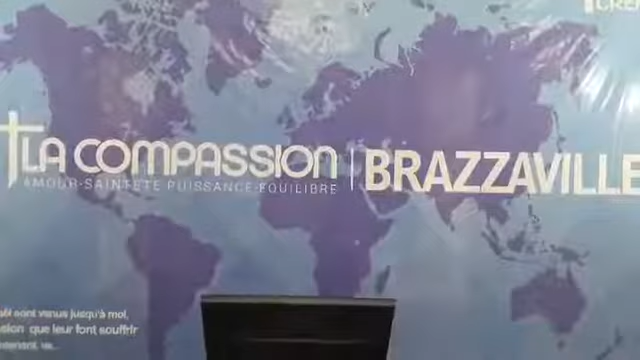 LA COMPASSION | BRAZZAVILLE
AMOUR-SAINTETE PUISSANCE-EQUILIBRE
sont venus jusqu'à moi,
que leur font souffrir